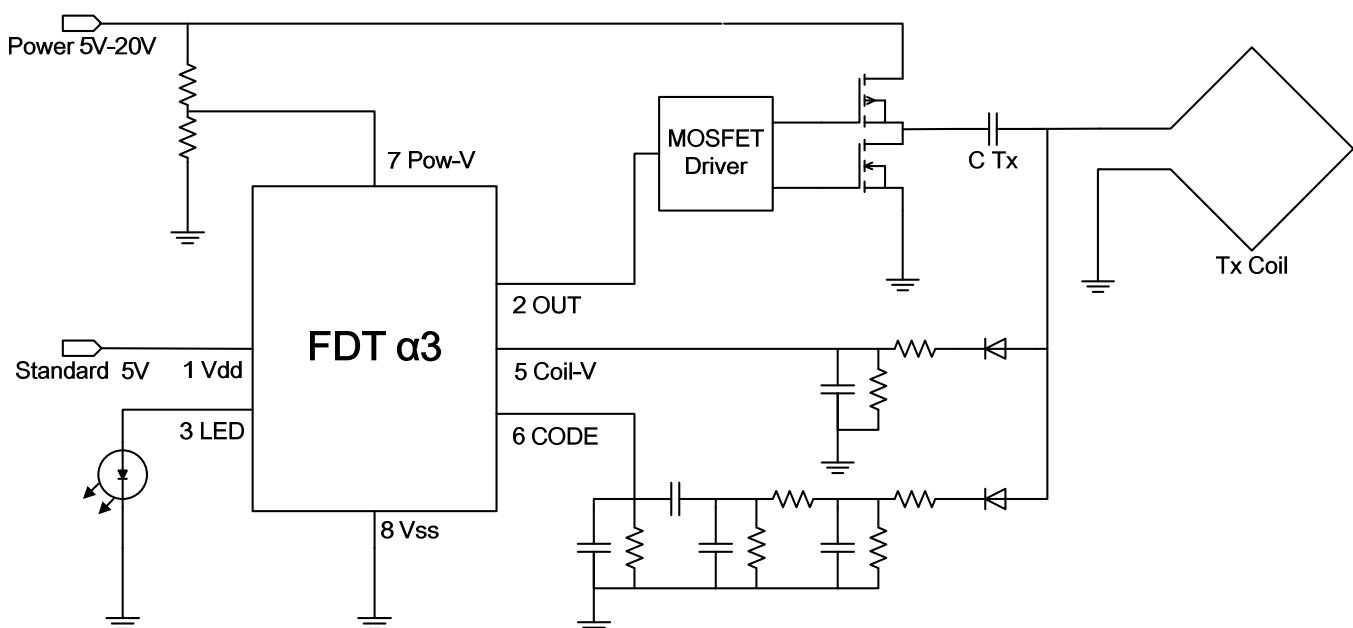 Power 5V-20V
7 Pow-V
MOSFET
Driver
C Tx
Tx Coil
2 OUT
FDT α3
Standard 5V
1 Vdd
5 Coil-V
3 LED
6 CODE
8 Vss